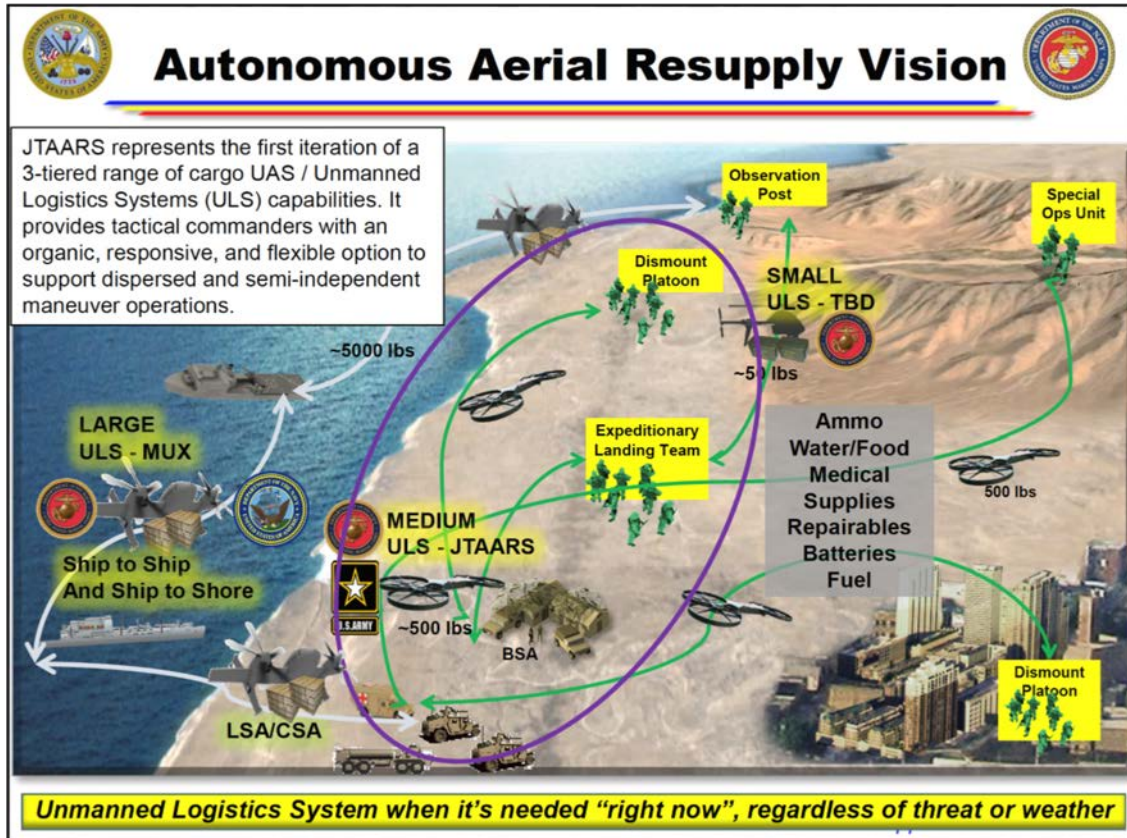 Autonomous Aerial Resupply Vision
JTAARS represents the first iteration of a
3-tiered range of cargo UAS / Unmanned
Logistics Systems (ULS) capabilities. It
provides tactical commanders with an
organic, responsive, and flexible option to
support dispersed and semi-independent
maneuver operations.
Observation
Post
Special
Ops Unit
Dismount
Platoon
SMALL
ULS - TBD
~50 lbs
~5000 lbs
LARGE
ULS - MUX
Ship to Ship
And Ship to Shore
Expeditionary
Landing Team
Ammo
Water/Food
Medical
Supplies
Repairables
Batteries
Fuel
500 lbs
MEDIUM
ULS - JTAARS
U.S.ARMY
~500 lbs
BSA
LSA/CSA
Dismount
Platoon
Unmanned Logistics System when it's needed “right now”, regardless of threat or weather